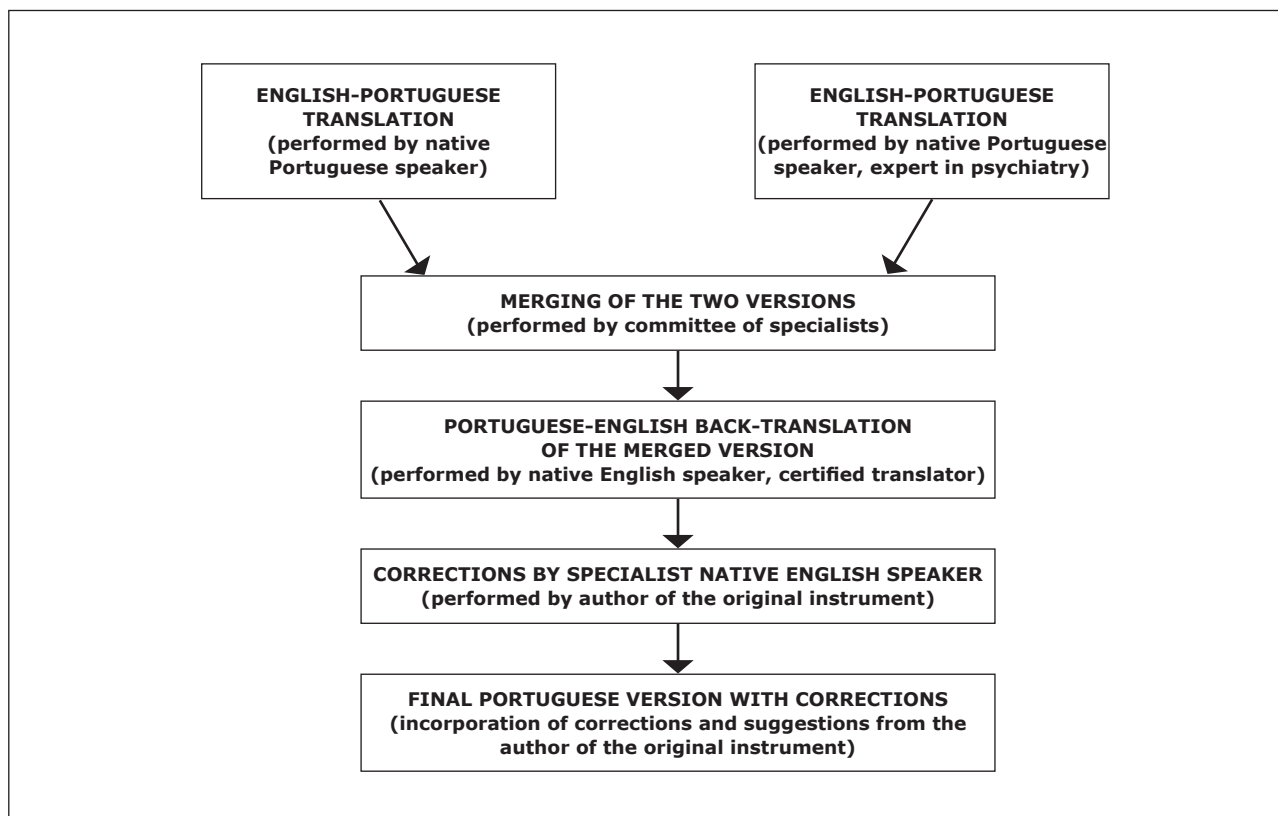 ENGLISH-PORTUGUESE
TRANSLATION
(performed by native
Portuguese speaker)
ENGLISH-PORTUGUESE
TRANSLATION
(performed by native Portuguese
speaker, expert in psychiatry)
MERGING OF THE TWO VERSIONS
(performed by committee of specialists)
PORTUGUESE-ENGLISH BACK-TRANSLATION
OF THE MERGED VERSION
(performed by native English speaker, certified translator)
CORRECTIONS BY SPECIALIST NATIVE ENGLISH SPEAKER
(performed by author of the original instrument)
FINAL PORTUGUESE VERSION WITH CORRECTIONS
(incorporation of corrections and suggestions from the
author of the original instrument)